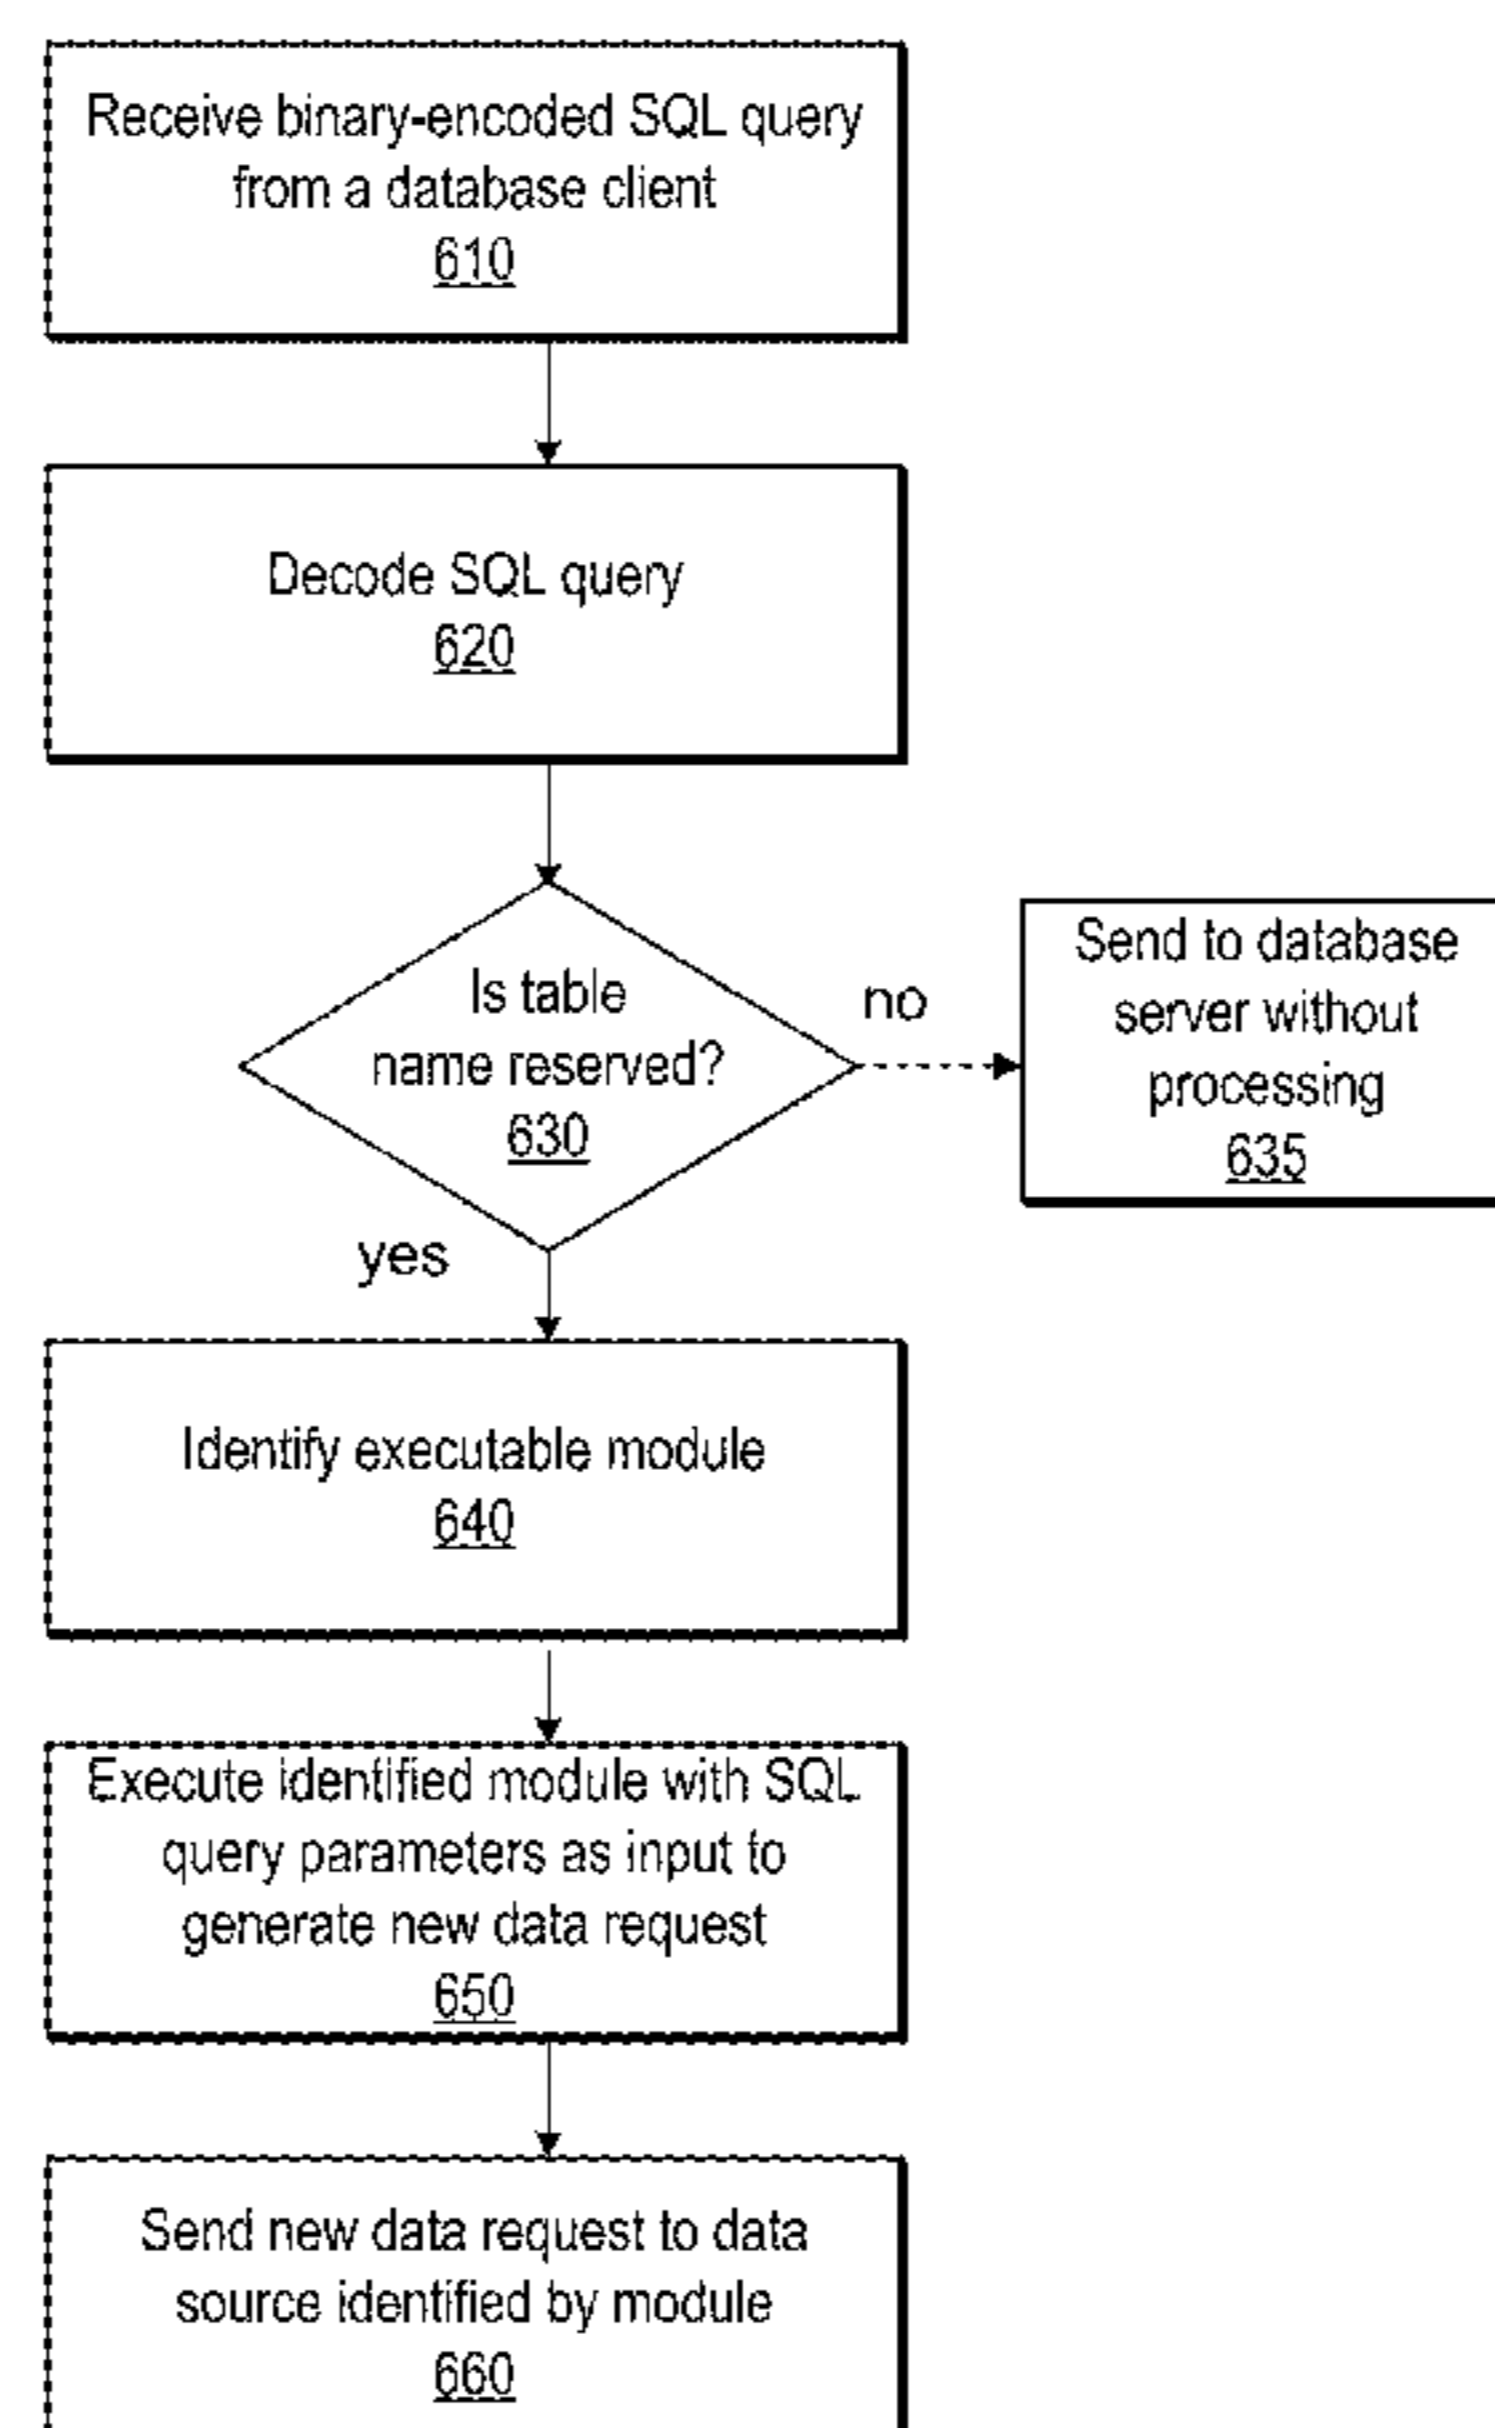 Receive binary-encoded SQL query
from a database client
610
Decode SQL query
620
Is table
name reserved?
630
no
Send to database
server without
processing
635
yes
Identify executable module
640
Execute identified module with SQL
query parameters as input to
generate new data request
650
Send new data request to data
source identified by module
660